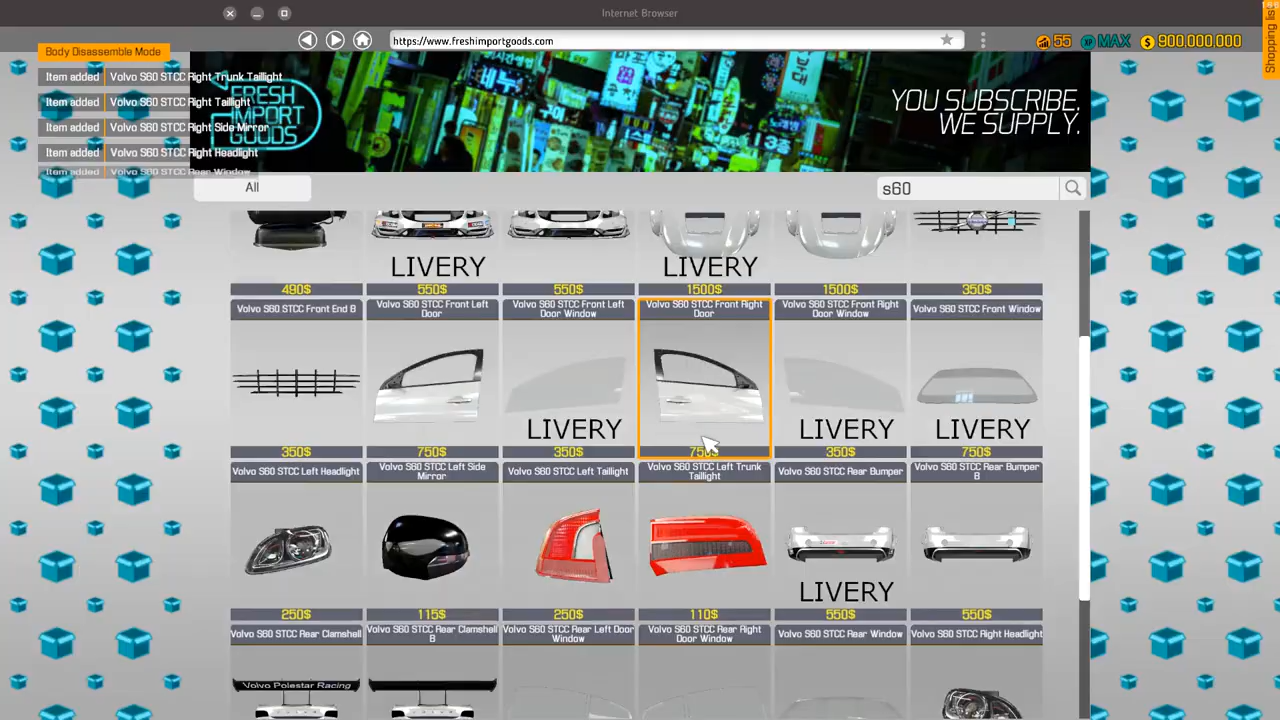 Internet Browser
https://www.freshimportgoods.com
55
MAX
$ 900,000,000
Shopping list
Body Disassemble Mode
Item added Volvo S60 STCC Right Trunk Taillight
Item added Volvo S60 STCC Right Taillight
Item added Volvo S60 STCC Right Side Mirror
Item added Volvo S60 STCC Right Headlight
Item added Volvo S60 STCC Rear Window
FRESH
IMPORT
GOODS
YOU SUBSCRIBE.
WE SUPPLY.
All
s60
LIVERY
LIVERY
490$
550$
550$
1500$
1500$
350$
Volvo S60 STCC Front End B
Volvo S60 STCC Front Left
Door
Volvo S60 STCC Front Left
Door Window
Volvo S60 STCC Front Right
Door
Volvo S60 STCC Front Right
Door Window
Volvo S60 STCC Front Window
LIVERY
LIVERY
LIVERY
350$
750$
350$
750$
350$
750$
Volvo S60 STCC Left Headlight
Volvo S60 STCC Left Side
Mirror
Volvo S60 STCC Left Taillight
Volvo S60 STCC Left Trunk
Taillight
Volvo S60 STCC Rear Bumper
Volvo S60 STCC Rear Bumper
B
LIVERY
250$
115$
250$
110$
550$
550$
Volvo S60 STCC Rear Clamshell
Volvo S60 STCC Rear Clamshell
B
Volvo S60 STCC Rear Left Door
Window
Volvo S60 STCC Rear Right
Door Window
Volvo S60 STCC Rear Window
Volvo S60 STCC Right Headlight
Volvo Polestar Racing